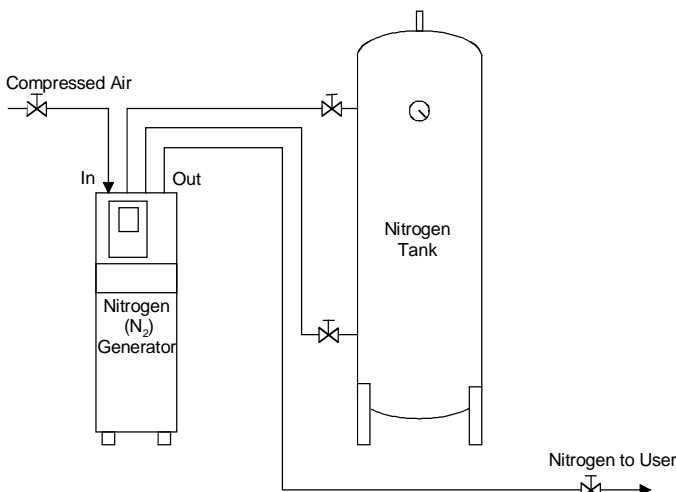 Compressed Air
In
Out
Nitrogen
(N₂)
Generator
Nitrogen
Tank
Nitrogen to User